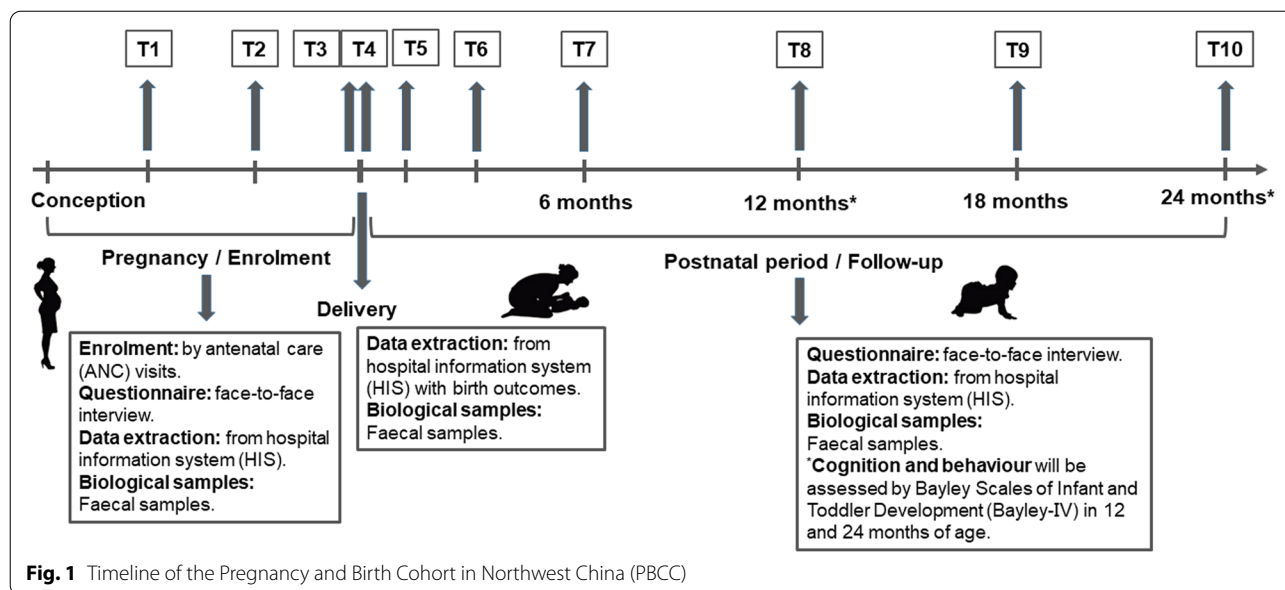 T1 T2 T3 T4 T5 T6 T7 T8 T9 T10
Conception 6 months 12 months* 18 months 24 months*
Pregnancy / Enrolment
Postnatal period / Follow-up
Delivery
Enrolment: by antenatal care
(ANC) visits.
Questionnaire: face-to-face
interview.
Data extraction: from hospital
information system (HIS).
Biological samples:
Faecal samples.
Data extraction: from
hospital information system
(HIS) with birth outcomes.
Biological samples:
Faecal samples.
Questionnaire: face-to-face interview.
Data extraction: from hospital
information system (HIS).
Biological samples:
Faecal samples.
*Cognition and behaviour will be
assessed by Bayley Scales of Infant and
Toddler Development (Bayley-IV) in 12
and 24 months of age.
Fig. 1 Timeline of the Pregnancy and Birth Cohort in Northwest China (PBCC)